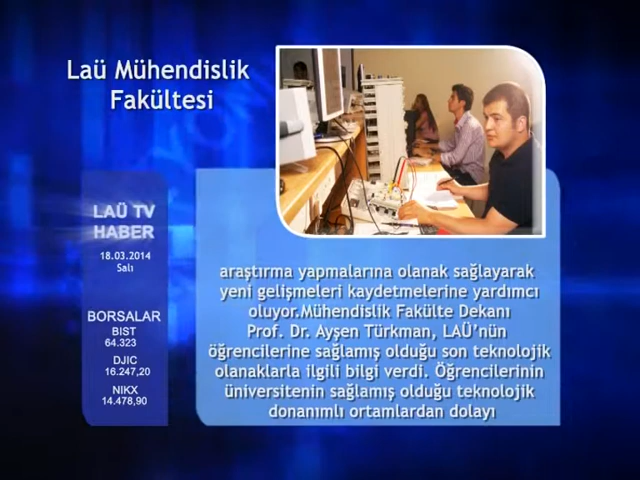 Laü Mühendislik
Fakültesi
LAÜ TV
HABER
18.03.2014
Salı
BORSALAR
BIST
64.323
DJIC
16.247,20
NIKX
14.478,90
araştırma yapmalarına olanak sağlayarak
yeni gelişmeleri kaydetmelerine yardımcı
oluyor.Mühendislik Fakülte Dekanı
Prof. Dr. Ayşen Türkman, LAÜ'nün
öğrencilerine sağlamış olduğu son teknolojik
olanaklarla ilgili bilgi verdi. Öğrencilerinin
üniversitenin sağlamış olduğu teknolojik
donanımlı ortamlardan dolayı